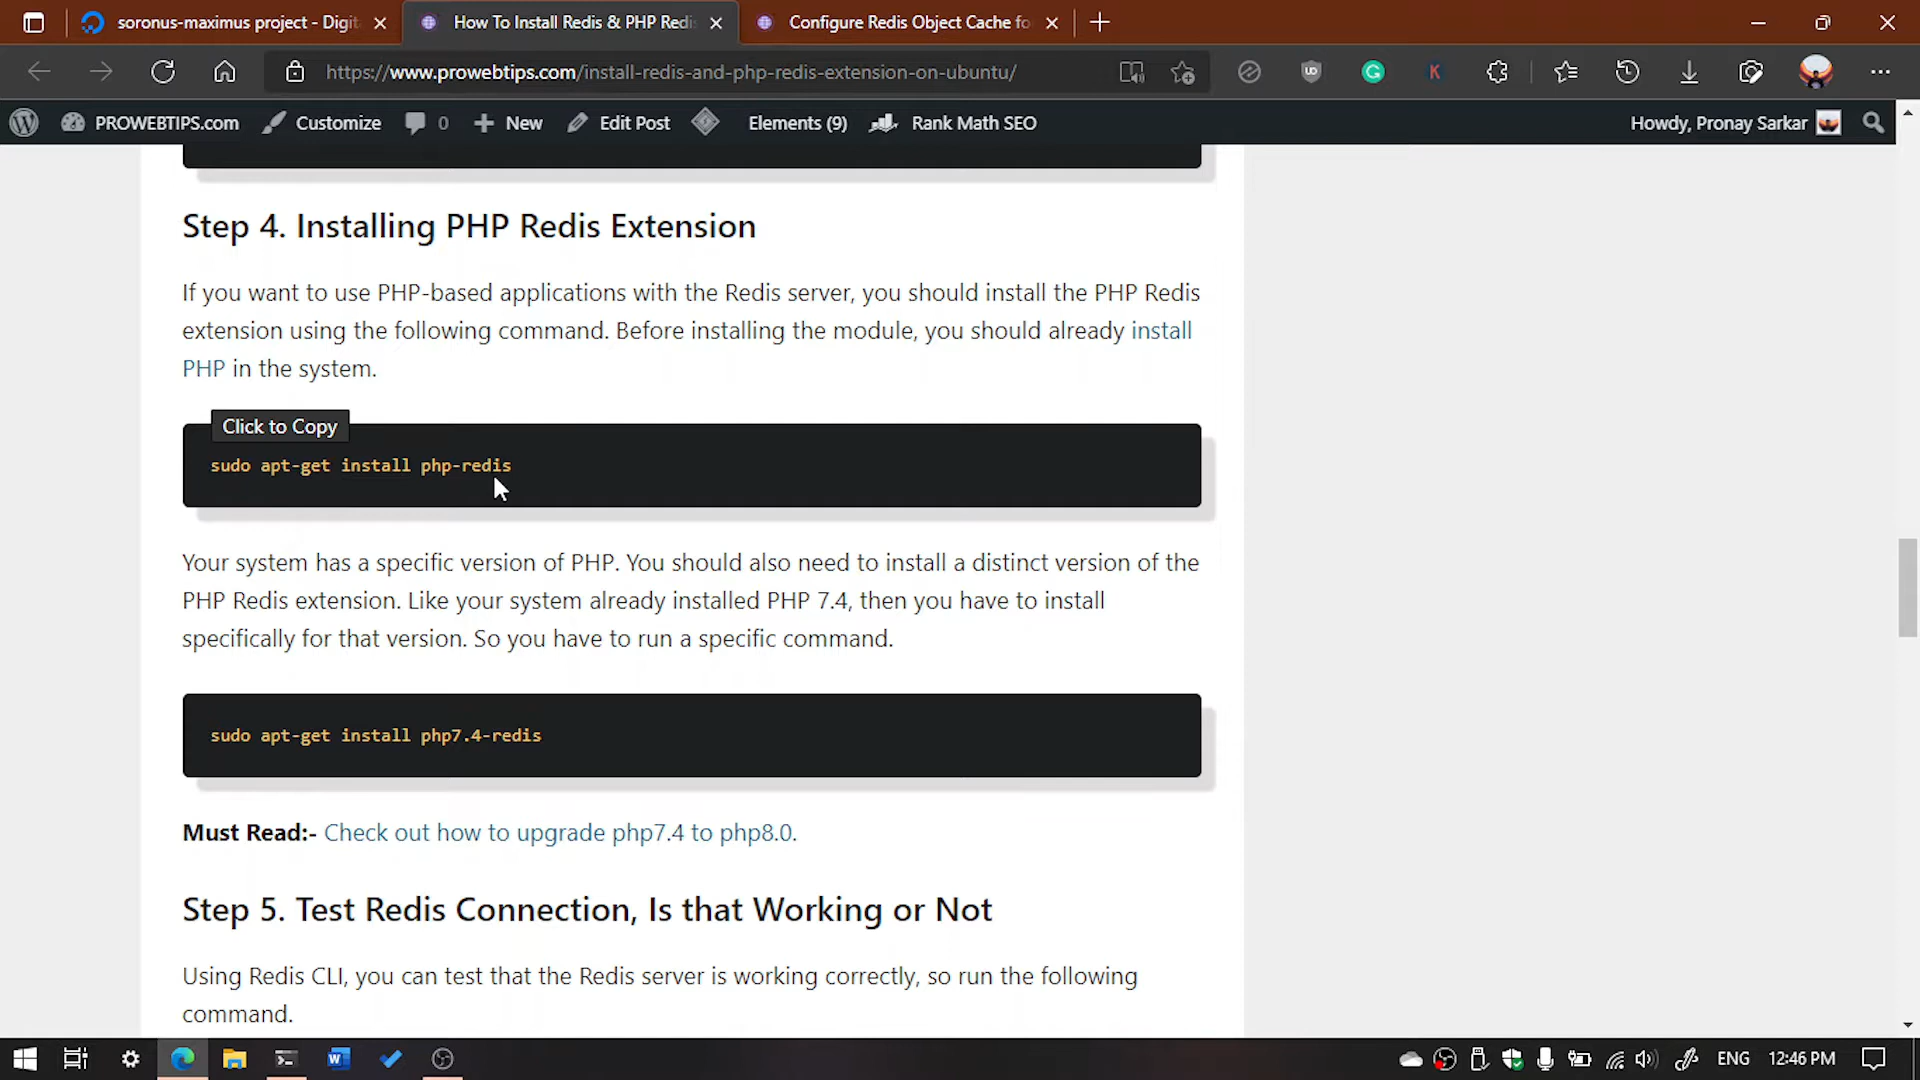 soronus-maximus project - Digit
How To Install Redis & PHP Redis
Configure Redis Object Cache fo
https://www.prowebtips.com/install-redis-and-php-redis-extension-on-ubuntu/
PROWEBTIPS.com
Customize
0
New
Edit Post
Elements (9)
Rank Math SEO
Howdy, Pronay Sarkar
Step 4. Installing PHP Redis Extension
If you want to use PHP-based applications with the Redis server, you should install the PHP Redis
extension using the following command. Before installing the module, you should already install
PHP in the system.
Click to Copy
sudo apt-get install php-redis
Your system has a specific version of PHP. You should also need to install a distinct version of the
PHP Redis extension. Like your system already installed PHP 7.4, then you have to install
specifically for that version. So you have to run a specific command.
sudo apt-get install php7.4-redis
Must Read:- Check out how to upgrade php7.4 to php8.0.
Step 5. Test Redis Connection, Is that Working or Not
Using Redis CLI, you can test that the Redis server is working correctly, so run the following
command.
ENG
12:46 PM